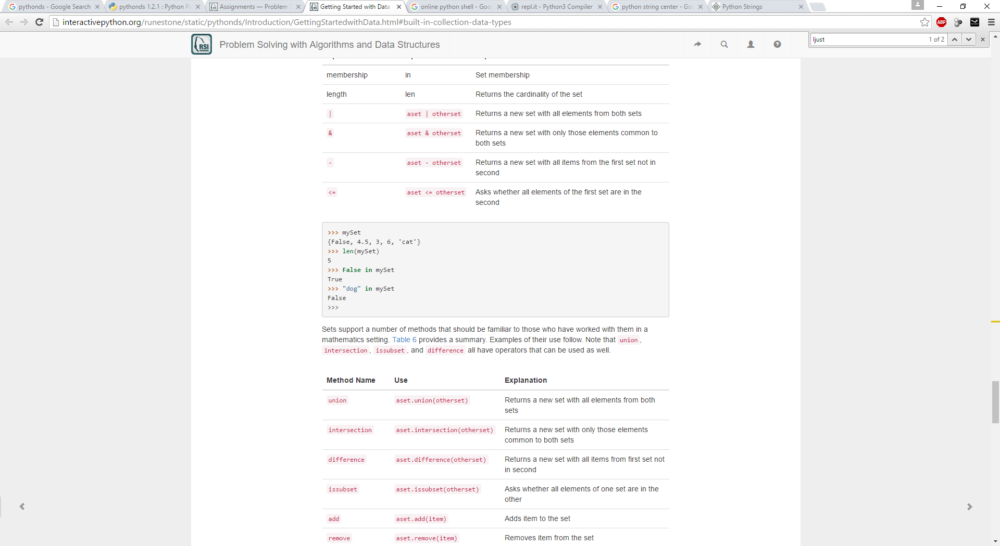 pythonds - Google Search
pythonds 1.2.1 : Python Pa
Assignments — Problem S
Getting Started with Data
online python shell - Goo
repl.it - Python3 Compiler
python string center - Go
Python Strings
interactivepython.org/runestone/static/pythonds/Introduction/GettingStartedwithData.html#built-in-collection-data-types
ABP
RSI
Problem Solving with Algorithms and Data Structures
ljust
1 of 2
membership in Set membership
length len Returns the cardinality of the set
| aset | otherset Returns a new set with all elements from both sets
& aset & otherset Returns a new set with only those elements common to
both sets
- aset - otherset Returns a new set with all items from the first set not in
second
<= aset <= otherset Asks whether all elements of the first set are in the
second
>>> mySet
{False, 4.5, 3, 6, 'cat'}
>>> len(mySet)
5
>>> False in mySet
True
>>> "dog" in mySet
False
>>>
Sets support a number of methods that should be familiar to those who have worked with them in a
mathematics setting. Table 6 provides a summary. Examples of their use follow. Note that union ,
intersection , issubset , and difference all have operators that can be used as well.
Method Name Use Explanation
union aset.union(otherset) Returns a new set with all elements from both
sets
intersection aset.intersection(otherset) Returns a new set with only those elements
common to both sets
difference aset.difference(otherset) Returns a new set with all items from first set not
in second
issubset aset.issubset(otherset) Asks whether all elements of one set are in the
other
add aset.add(item) Adds item to the set
remove aset.remove(item) Removes item from the set